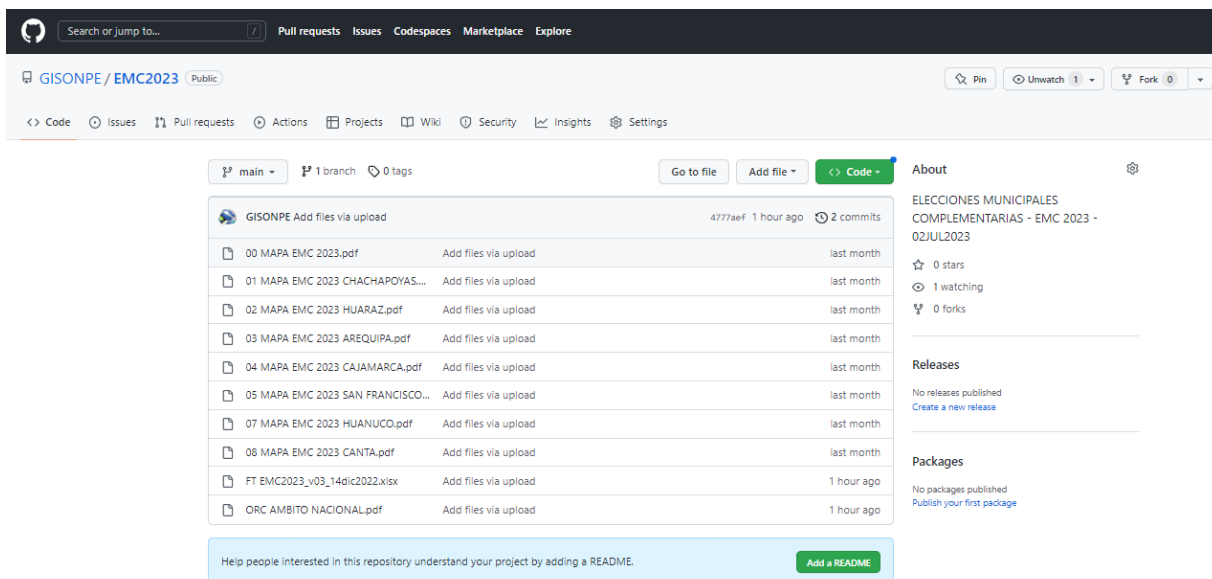 Search or jump to... / Pull requests Issues Codespaces Marketplace Explore
GISONPE / EMC2023 Public Pin Unwatch 1 Fork 0
<> Code Issues Pull requests Actions Projects Wiki Security Insights Settings
main 1 branch 0 tags Go to file Add file <> Code
GISONPE Add files via upload 4777aef 1 hour ago 2 commits
00 MAPA EMC 2023.pdf Add files via upload last month
01 MAPA EMC 2023 CHACHAPOYAS.... Add files via upload last month
02 MAPA EMC 2023 HUARAZ.pdf Add files via upload last month
03 MAPA EMC 2023 AREQUIPA.pdf Add files via upload last month
04 MAPA EMC 2023 CAJAMARCA.pdf Add files via upload last month
05 MAPA EMC 2023 SAN FRANCISCO... Add files via upload last month
07 MAPA EMC 2023 HUANUCO.pdf Add files via upload last month
08 MAPA EMC 2023 CANTA.pdf Add files via upload last month
FT EMC2023_v03_14dic2022.xlsx Add files via upload 1 hour ago
ORC AMBITO NACIONAL.pdf Add files via upload 1 hour ago
Help people interested in this repository understand your project by adding a README. Add a README
About
ELECCIONES MUNICIPALES
COMPLEMENTARIAS - EMC 2023 -
02JUL2023
0 stars
1 watching
0 forks
Releases
No releases published
Create a new release
Packages
No packages published
Publish your first package